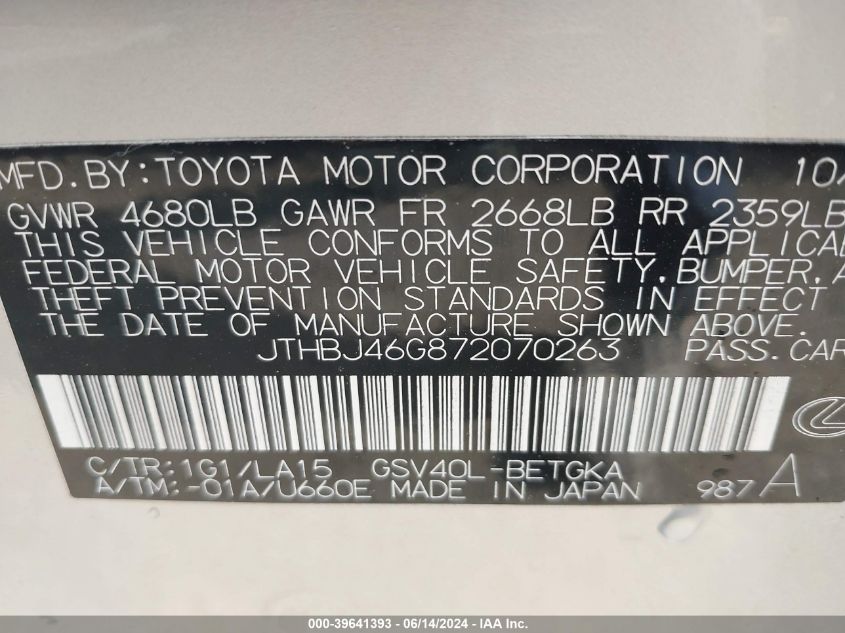 MFD.BY:TOYOTA MOTOR CORPORATION 10/
GVWR 4680LB GAWR FR 2668LB RR 2359LB
THIS VEHICLE CONFORMS TO ALL APPLICAB
FEDERAL MOTOR VEHICLE SAFETY,BUMPER,A
THEFT PREVENTION STANDARDS IN EFFECT
THE DATE OF MANUFACTURE SHOWN ABOVE.
JTHBJ46G872070263 PASS.CAR
C/TR:1G1/LA15 GSV40L-BETGKA
A/TM:-01A/U660E MADE IN JAPAN 987A
000-39641393 - 06/14/2024 - IAA Inc.